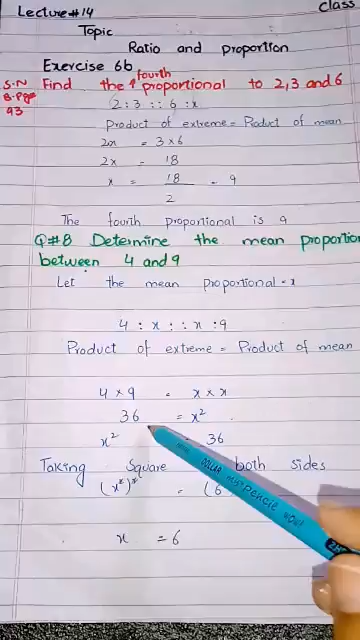 Lecture#14
Class
Topic
Ratio and proportion
Exercise 6b
S.N Find the fourth proportional to 2,3 and 6
B.Pge
93
2 : 3 :: 6 : x
Product of extreme = Product of mean
2x = 3 × 6
2x = 18
x = 18 = 9
2
The fourth proportional is 9
Q#8 Determine the mean proportion
between 4 and 9
Let the mean proportional = x
4 : x :: x : 9
Product of extreme = Product of mean
4 × 9 = x × x
36 = x²
x² = 36
Taking Square both sides
= (6
x = 6